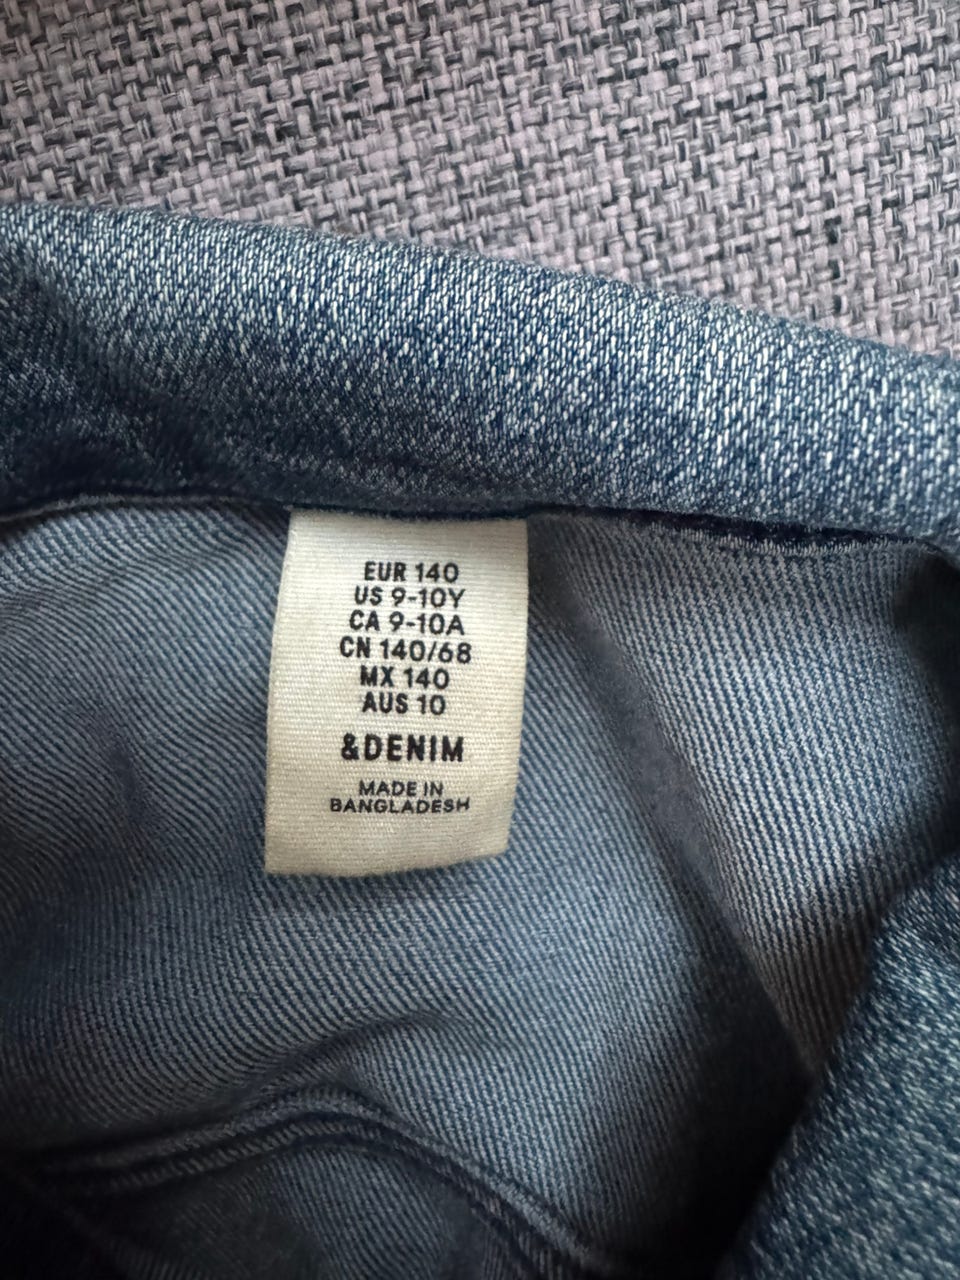 EUR 140
US 9-10Y
CA 9-10A
CN 140/68
MX 140
AUS 10
&DENIM
MADE IN
BANGLADESH